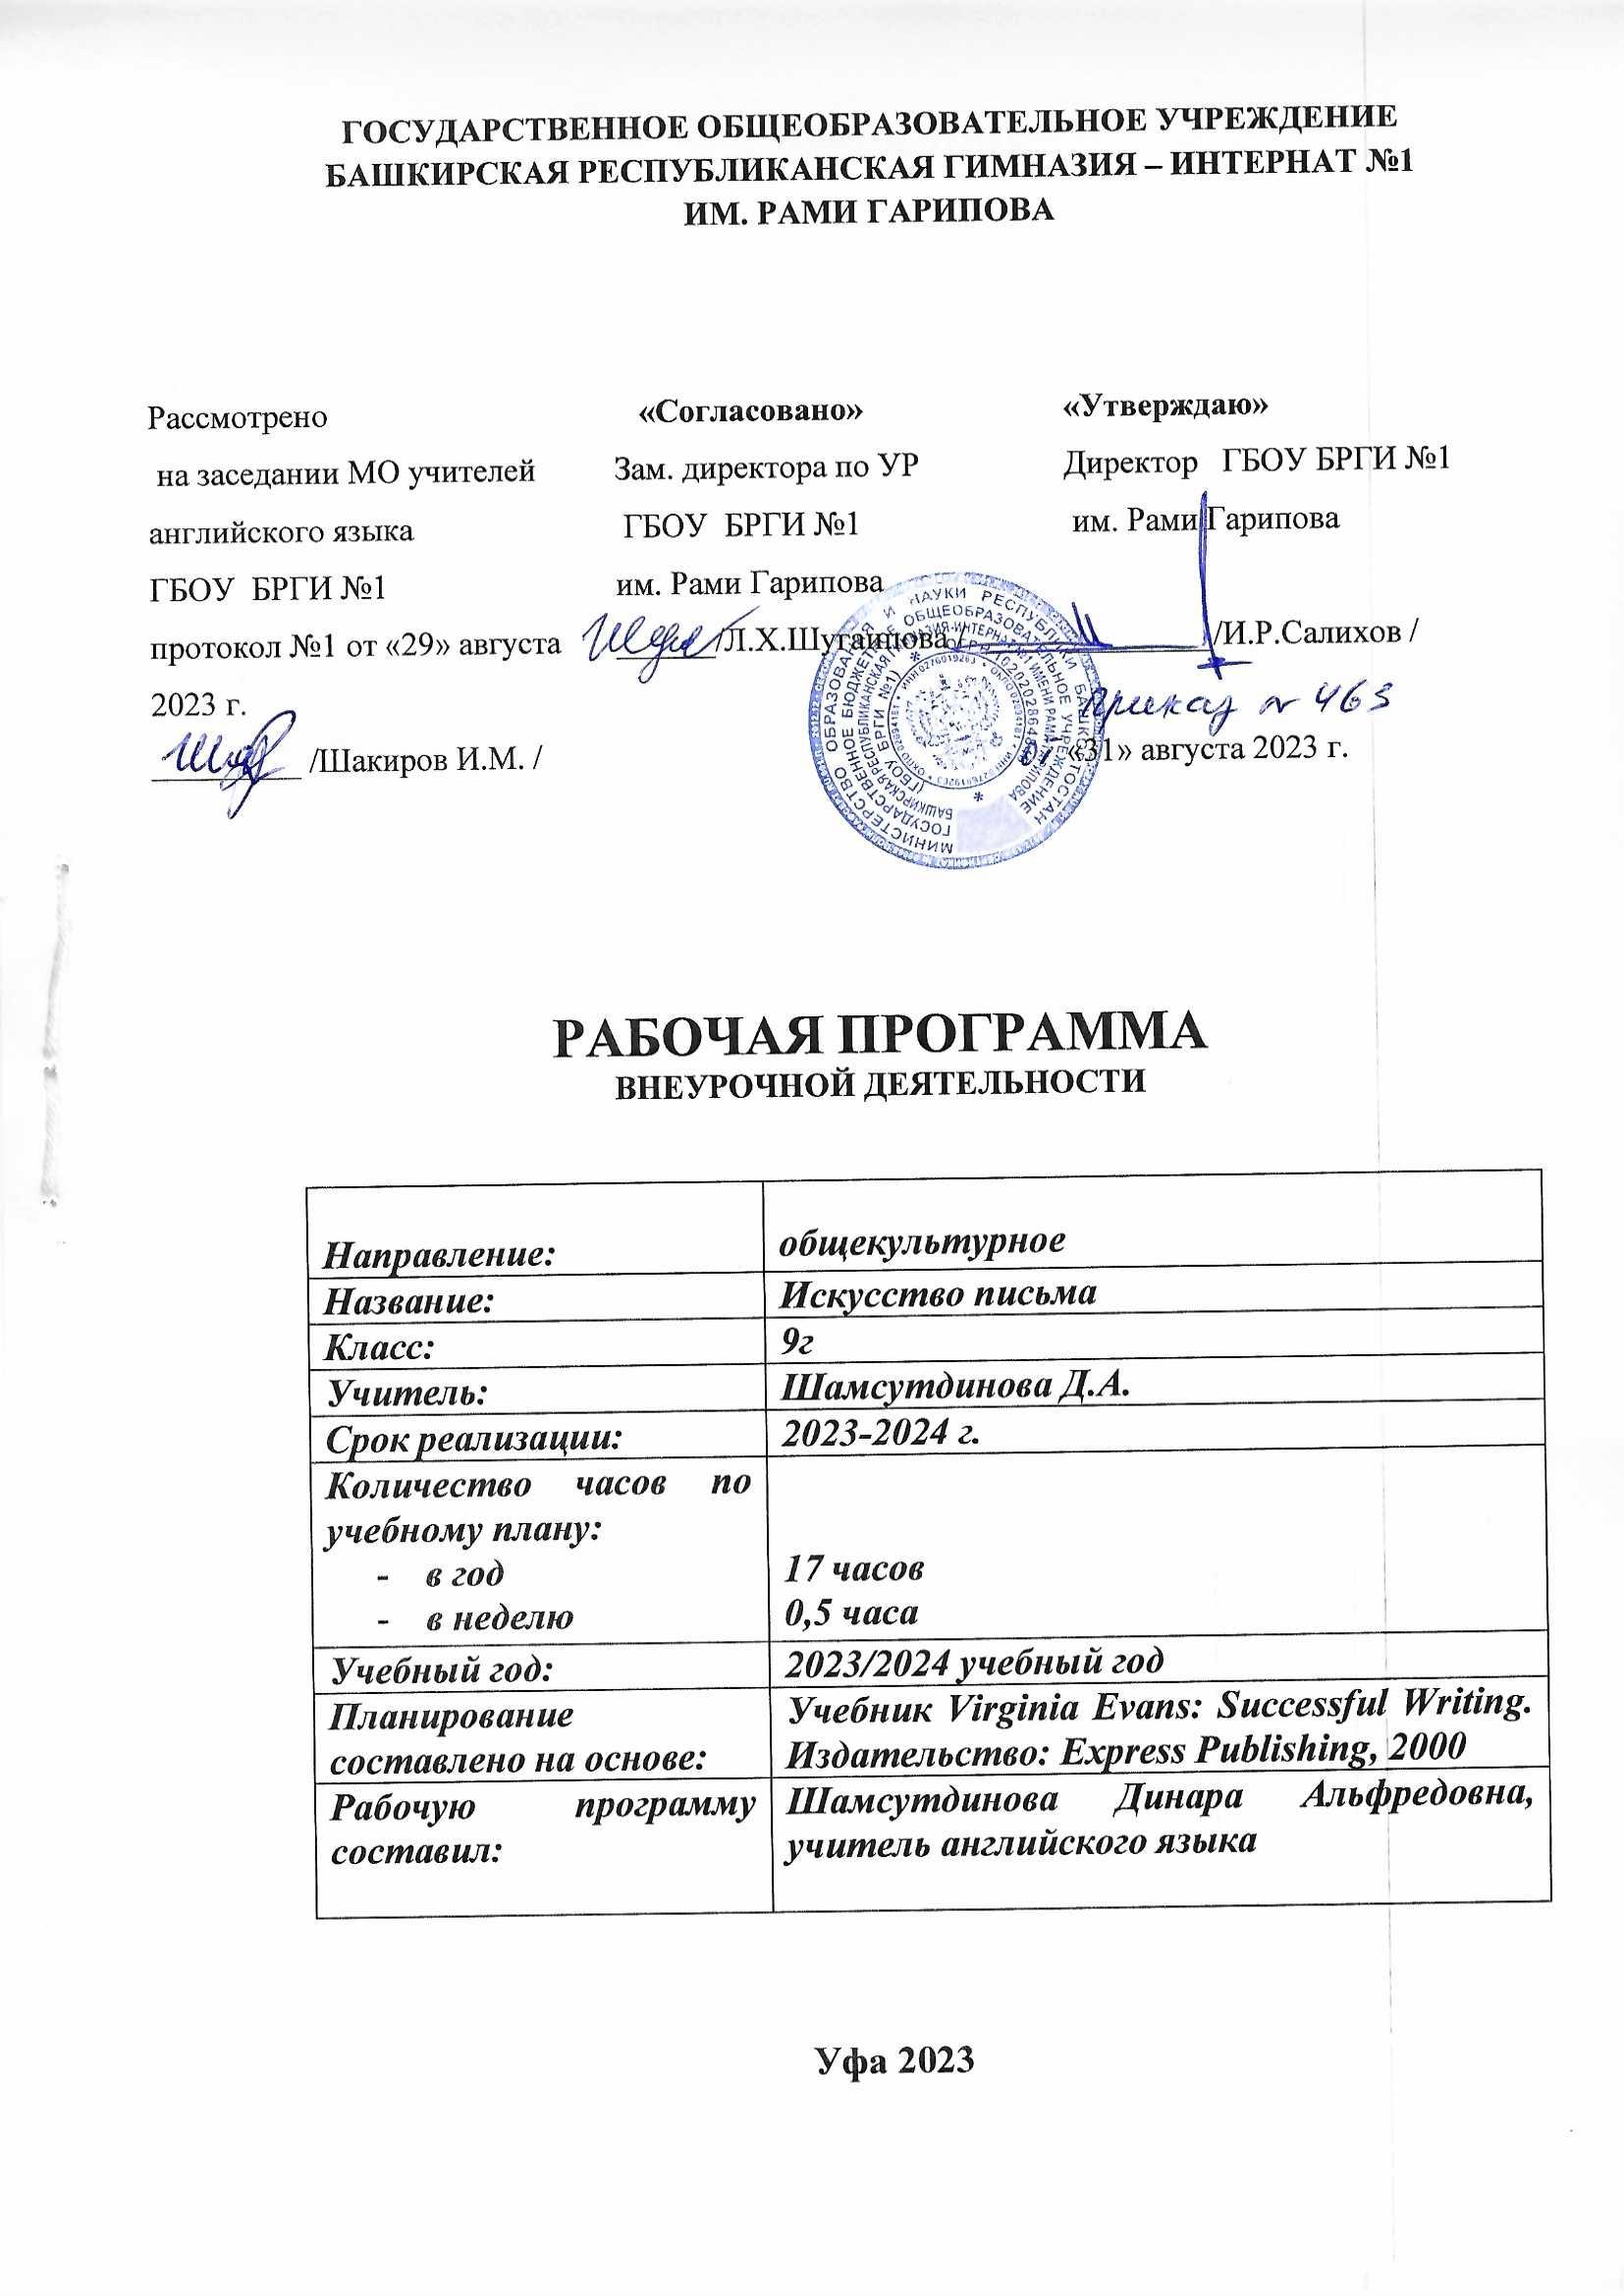 ГОСУДАРСТВЕННОЕ ОБЩЕОБРАЗОВАТЕЛЬНОЕ УЧРЕЖДЕНИЕ
БАШКИРСКАЯ РЕСПУБЛИКАНСКАЯ ГИМНАЗИЯ – ИНТЕРНАТ №1
ИМ. РАМИ ГАРИПОВА
Рассмотрено
на заседании МО учителей
английского языка
ГБОУ БРГИ №1
протокол №1 от «29» августа
2023 г.
/Шакиров И.М. /
«Согласовано»
Зам. директора по УР
ГБОУ БРГИ №1
им. Рами Гарипова
/Л.Х.Шугаипова /
«Утверждаю»
Директор ГБОУ БРГИ №1
им. Рами Гарипова
/И.Р.Салихов /
Приказ № 463
от «31» августа 2023 г.
РАБОЧАЯ ПРОГРАММА
ВНЕУРОЧНОЙ ДЕЯТЕЛЬНОСТИ
Направление: общекультурное
Название: Искусство письма
Класс: 9г
Учитель: Шамсутдинова Д.А.
Срок реализации: 2023-2024 г.
Количество часов по
учебному плану:
- в год 17 часов
- в неделю 0,5 часа
Учебный год: 2023/2024 учебный год
Планирование
составлено на основе:
Учебник Virginia Evans: Successful Writing.
Издательство: Express Publishing, 2000
Рабочую программу
составил:
Шамсутдинова Динара Альфредовна,
учитель английского языка
Уфа 2023